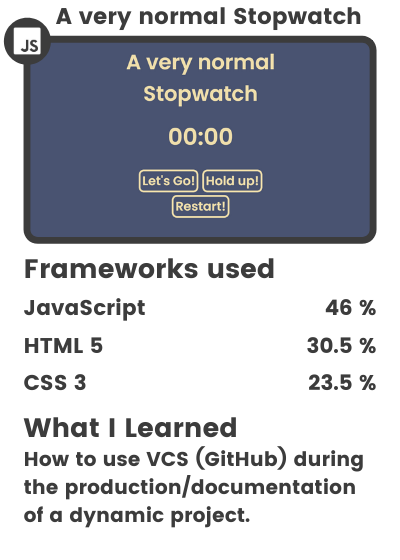 A very normal Stopwatch
JS
A very normal
Stopwatch
00:00
Let's Go! Hold up!
Restart!
Frameworks used
JavaScript 46 %
HTML 5 30.5 %
CSS 3 23.5 %
What I Learned
How to use VCS (GitHub) during
the production/documentation
of a dynamic project.